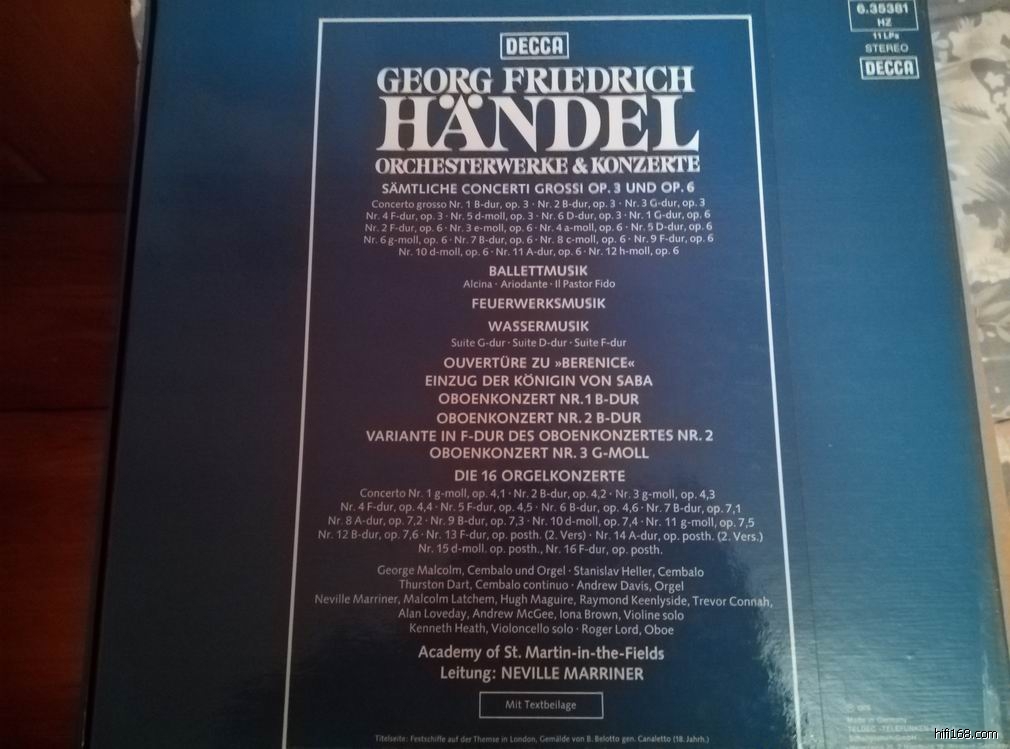 6.35381
HZ
11 LPs
STEREO
DECCA
DECCA
GEORG FRIEDRICH
HÄNDEL
ORCHESTERWERKE & KONZERTE
SÄMTLICHE CONCERTI GROSSI OP. 3 UND OP. 6
Concerto grosso Nr. 1 B-dur, op. 3 · Nr. 2 B-dur, op. 3 · Nr. 3 G-dur, op. 3
Nr. 4 F-dur, op. 3 · Nr. 5 d-moll, op. 3 · Nr. 6 D-dur, op. 3 · Nr. 1 G-dur, op. 6
Nr. 2 F-dur, op. 6 · Nr. 3 e-moll, op. 6 · Nr. 4 a-moll, op. 6 · Nr. 5 D-dur, op. 6
Nr. 6 g-moll, op. 6 · Nr. 7 B-dur, op. 6 · Nr. 8 c-moll, op. 6 · Nr. 9 F-dur, op. 6
Nr. 10 d-moll, op. 6 · Nr. 11 A-dur, op. 6 · Nr. 12 h-moll, op. 6
BALLETTMUSIK
Alcina · Ariodante · Il Pastor Fido
FEUERWERKSMUSIK
WASSERMUSIK
Suite G-dur · Suite D-dur · Suite F-dur
OUVERTÜRE ZU »BERENICE«
EINZUG DER KÖNIGIN VON SABA
OBOENKONZERT NR.1 B-DUR
OBOENKONZERT NR. 2 B-DUR
VARIANTE IN F-DUR DES OBOENKONZERTES NR. 2
OBOENKONZERT NR. 3 G-MOLL
DIE 16 ORGELKONZERTE
Concerto Nr. 1 g-moll, op. 4,1 · Nr. 2 B-dur, op. 4,2 · Nr. 3 g-moll, op. 4,3
Nr. 4 F-dur, op. 4,4 · Nr. 5 F-dur, op. 4,5 · Nr. 6 B-dur, op. 4,6 · Nr. 7 B-dur, op. 7,1
Nr. 8 A-dur, op. 7,2 · Nr. 9 B-dur, op. 7,3 · Nr. 10 d-moll, op. 7,4 · Nr. 11 g-moll, op. 7,5
Nr. 12 B-dur, op. 7,6 · Nr. 13 F-dur, op. posth. (2. Vers) · Nr. 14 A-dur, op. posth. (2. Vers.)
Nr. 15 d-moll. op. posth., Nr. 16 F-dur, op. posth.
George Malcolm, Cembalo und Orgel · Stanislav Heller, Cembalo
Thurston Dart, Cembalo continuo · Andrew Davis, Orgel
Neville Marriner, Malcolm Latchem, Hugh Maguire, Raymond Keenlyside, Trevor Connah,
Alan Loveday, Andrew McGee, Iona Brown, Violine solo
Kenneth Heath, Violoncello solo · Roger Lord, Oboe
Academy of St. Martin-in-the-Fields
Leitung: NEVILLE MARRINER
Mit Textbeilage
Made in Germany
TELDEC »TELEFUNKEN
Titelseite: Festschiffe auf der Themse in London, Gemälde von B. Belotto gen. Canaletto (18. Jahrh.)
hifi168.com